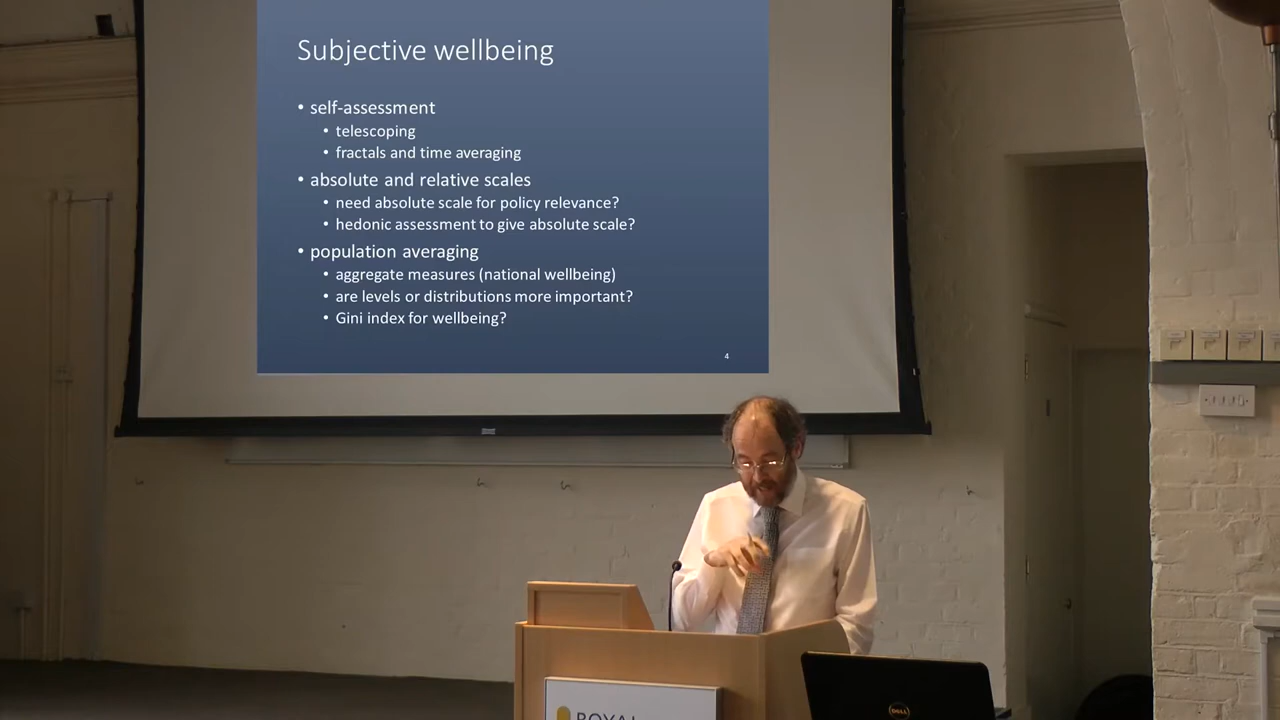 Subjective wellbeing
• self-assessment
• telescoping
• fractals and time averaging
• absolute and relative scales
• need absolute scale for policy relevance?
• hedonic assessment to give absolute scale?
• population averaging
• aggregate measures (national wellbeing)
• are levels or distributions more important?
• Gini index for wellbeing?
4
ROYAL
DELL